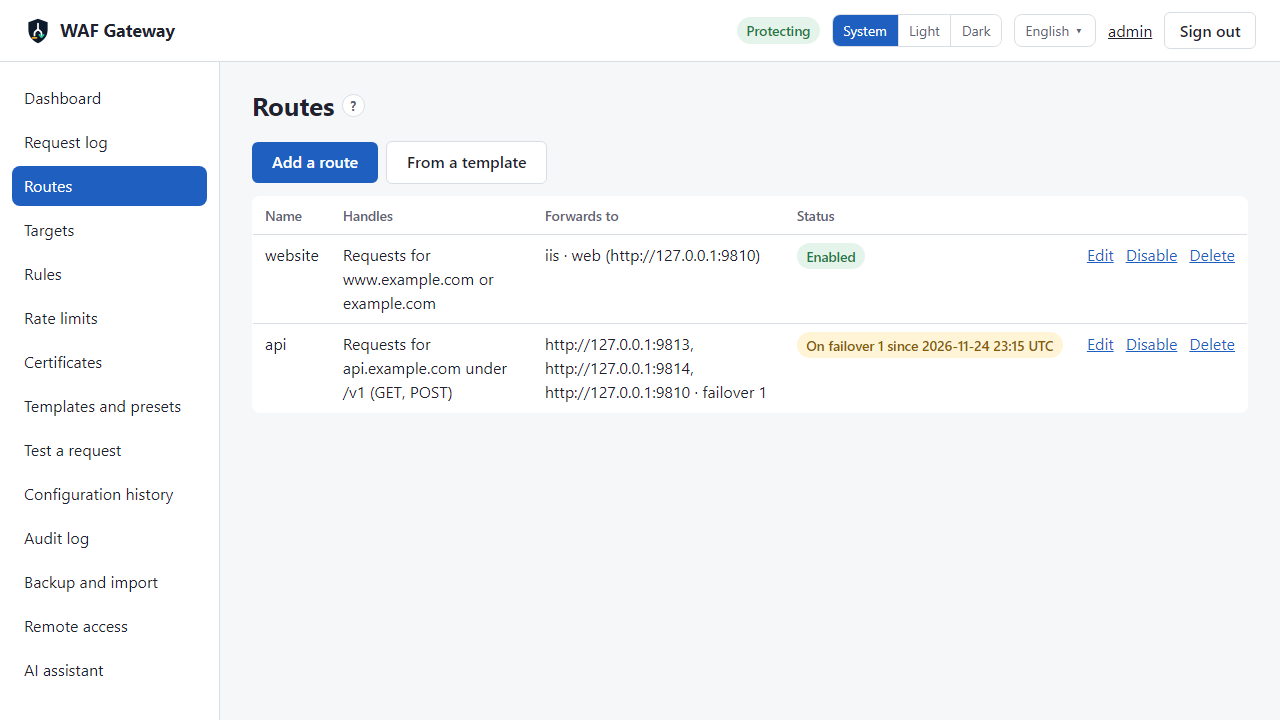 WAF Gateway
Protecting
System
Light
Dark
English ▼
admin
Sign out
Dashboard
Request log
Routes
Targets
Rules
Rate limits
Certificates
Templates and presets
Test a request
Configuration history
Audit log
Backup and import
Remote access
AI assistant
Routes ?
Add a route
From a template
Name Handles Forwards to Status
website
Requests for
www.example.com or
example.com
iis · web (http://127.0.0.1:9810)
Enabled
Edit Disable Delete
api
Requests for
api.example.com under
/v1 (GET, POST)
http://127.0.0.1:9813,
http://127.0.0.1:9814,
http://127.0.0.1:9810 · failover 1
On failover 1 since 2026-11-24 23:15 UTC
Edit Disable Delete